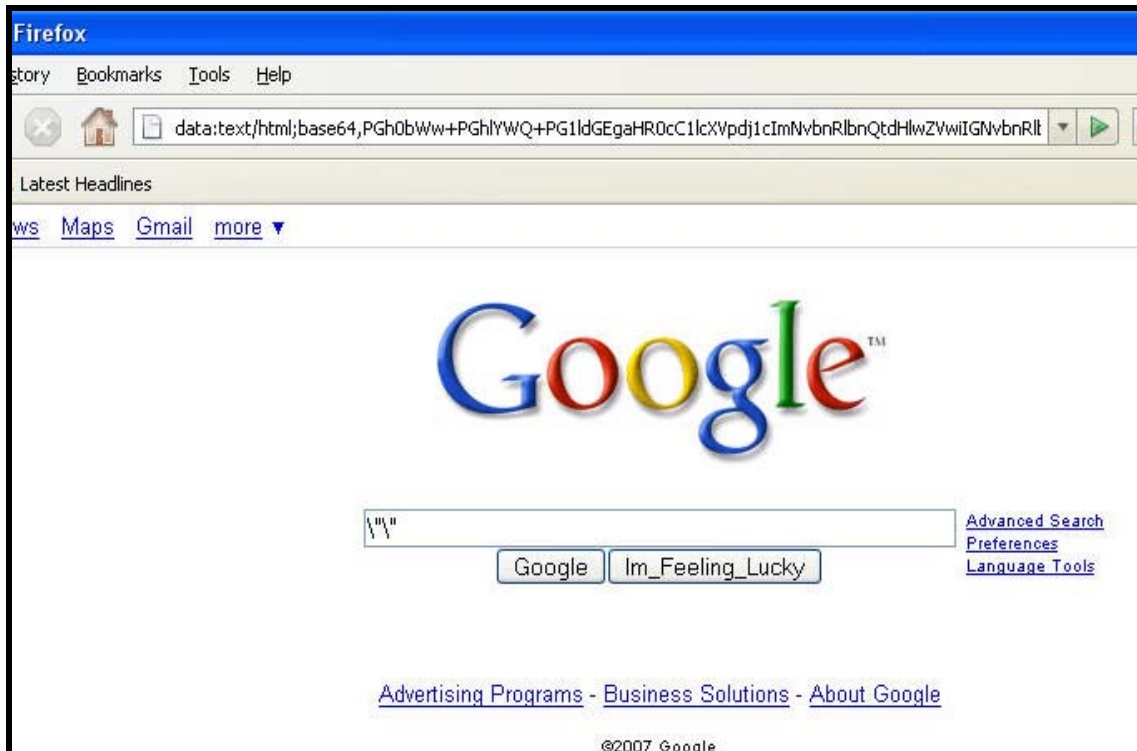 Firefox
story Bookmarks Tools Help
data:text/html;base64,PGh0bWw+PGhlYWQ+PG1ldGEgaHR0cC1lcXVpdj1cImNvbnRlbnQtdHlwZVwiIGNvbnRlt
Latest Headlines
ws Maps Gmail more ▼
Google™
\"\"
Advanced Search
Preferences
Language Tools
Google Im_Feeling_Lucky
Advertising Programs - Business Solutions - About Google
©2007 Google